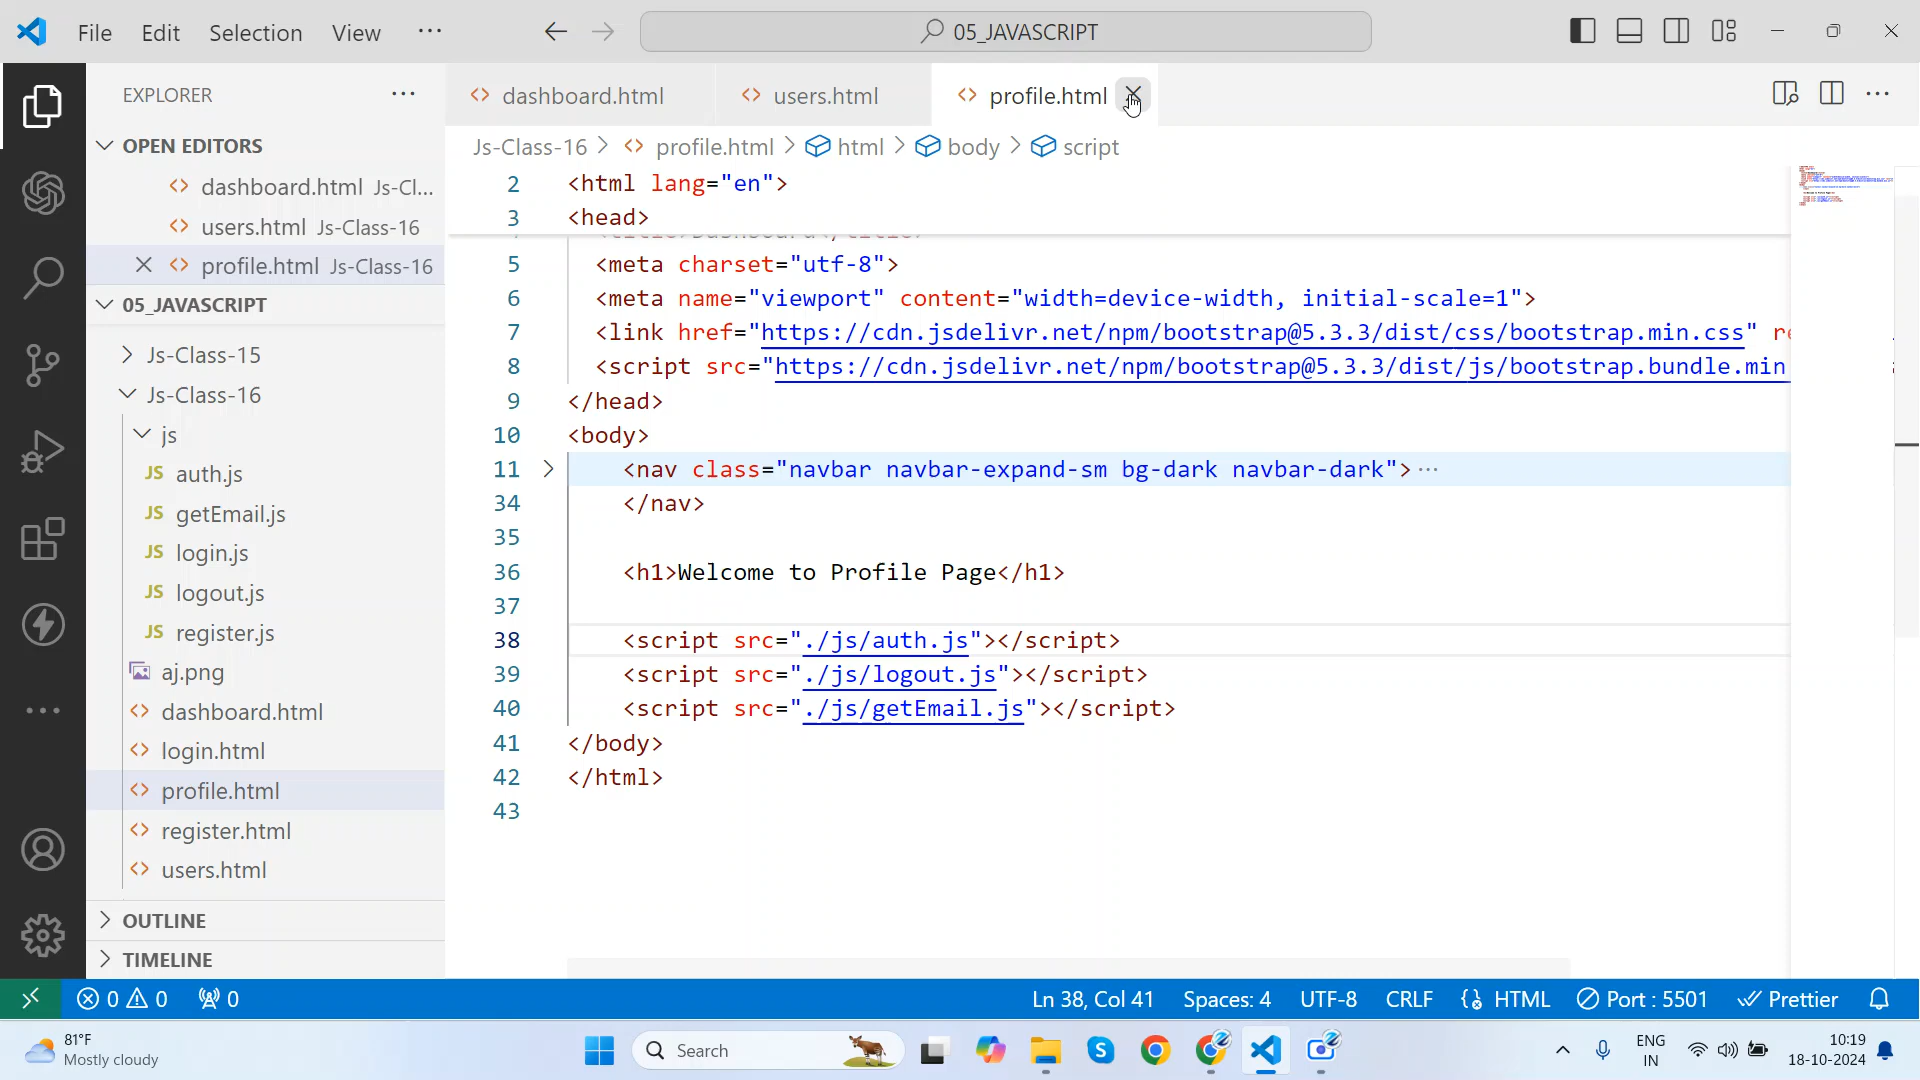 File Edit Selection View ···
05_JAVASCRIPT
EXPLORER ···
OPEN EDITORS
dashboard.html Js-Cl...
users.html Js-Class-16
profile.html Js-Class-16
05_JAVASCRIPT
Js-Class-15
Js-Class-16
js
JS auth.js
JS getEmail.js
JS login.js
JS logout.js
JS register.js
aj.png
dashboard.html
login.html
profile.html
register.html
users.html
OUTLINE
TIMELINE
dashboard.html users.html profile.html
Js-Class-16 > profile.html > html > body > script
2 <html lang="en">
3 <head>
5 <meta charset="utf-8">
6 <meta name="viewport" content="width=device-width, initial-scale=1">
7 <link href="https://cdn.jsdelivr.net/npm/bootstrap@5.3.3/dist/css/bootstrap.min.css" re
8 <script src="https://cdn.jsdelivr.net/npm/bootstrap@5.3.3/dist/js/bootstrap.bundle.min
9 </head>
10 <body>
11 <nav class="navbar navbar-expand-sm bg-dark navbar-dark">···
34 </nav>
35
36 <h1>Welcome to Profile Page</h1>
37
38 <script src="./js/auth.js"></script>
39 <script src="./js/logout.js"></script>
40 <script src="./js/getEmail.js"></script>
41 </body>
42 </html>
43
0 0 0 Ln 38, Col 41 Spaces: 4 UTF-8 CRLF HTML Port : 5501 Prettier
81°F
Mostly cloudy
Search
ENG
IN
10:19
18-10-2024